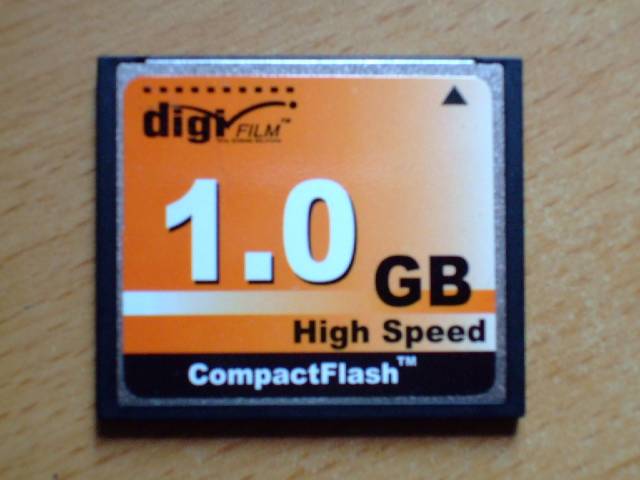 digi FILM™
1.0
GB
High Speed
CompactFlash™